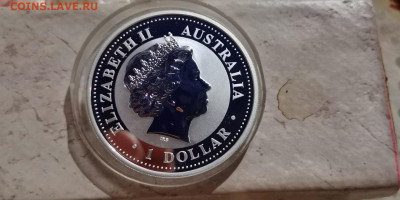 COINS.LAVE.RU
ELIZABETH II AUSTRALIA
1 DOLLAR